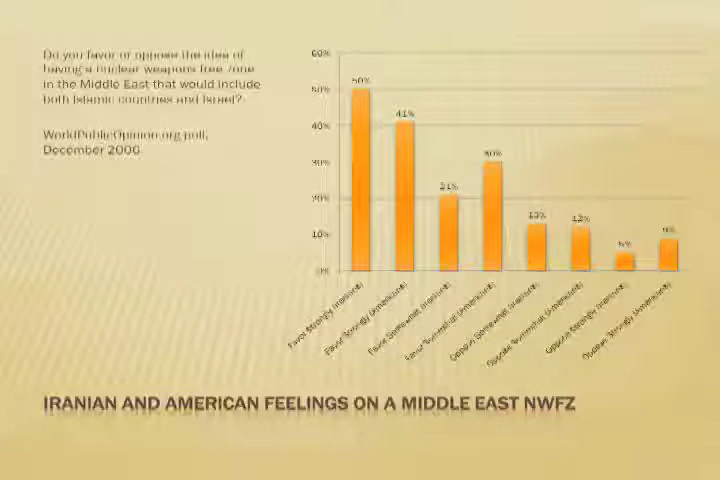 Do you favor or oppose the idea of
having a nuclear weapons free zone
in the Middle East that would include
both Islamic countries and Israel?
WorldPublicOpinion.org poll,
December 2006
60%
50%
40%
30%
20%
10%
0%
50%
41%
21%
30%
13%
12%
5%
9%
Favor Strongly (Iranians)
Favor Strongly (Americans)
Favor Somewhat (Iranians)
Favor Somewhat (Americans)
Oppose Somewhat (Iranians)
Oppose Somewhat (Americans)
Oppose Strongly (Iranians)
Oppose Strongly (Americans)
IRANIAN AND AMERICAN FEELINGS ON A MIDDLE EAST NWFZ